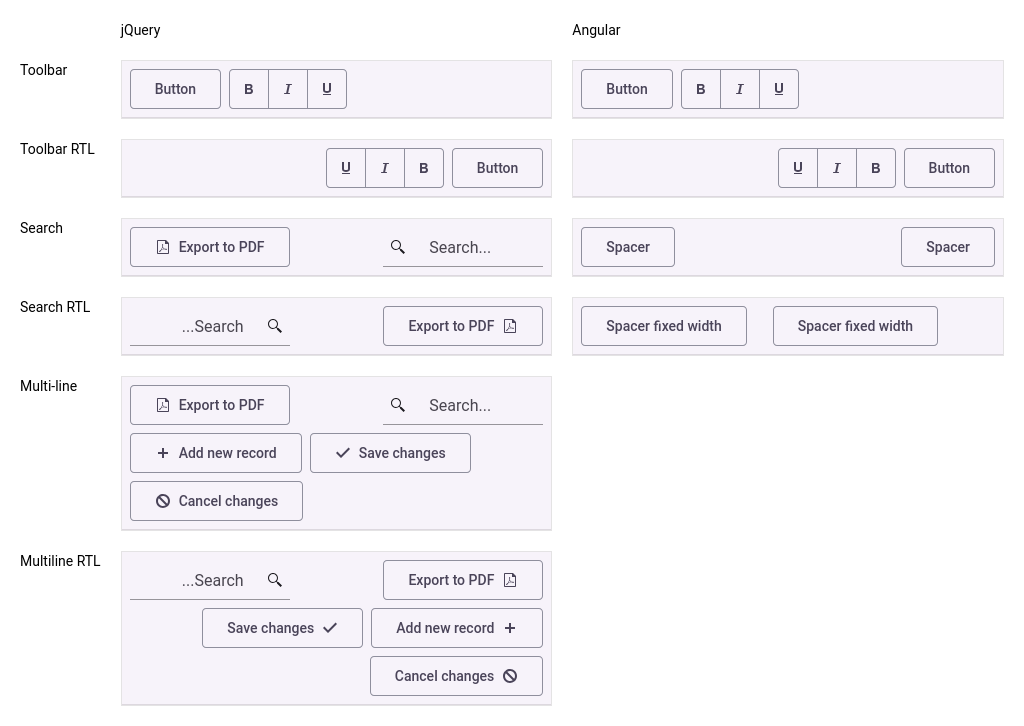 jQuery Angular
Toolbar Button B I U Button B I U
Toolbar RTL U I B Button U I B Button
Search Export to PDF Search... Spacer Spacer
Search RTL ...Search Export to PDF Spacer fixed width Spacer fixed width
Multi-line Export to PDF Search...
Add new record Save changes
Cancel changes
Multiline RTL ...Search Export to PDF
Save changes Add new record
Cancel changes